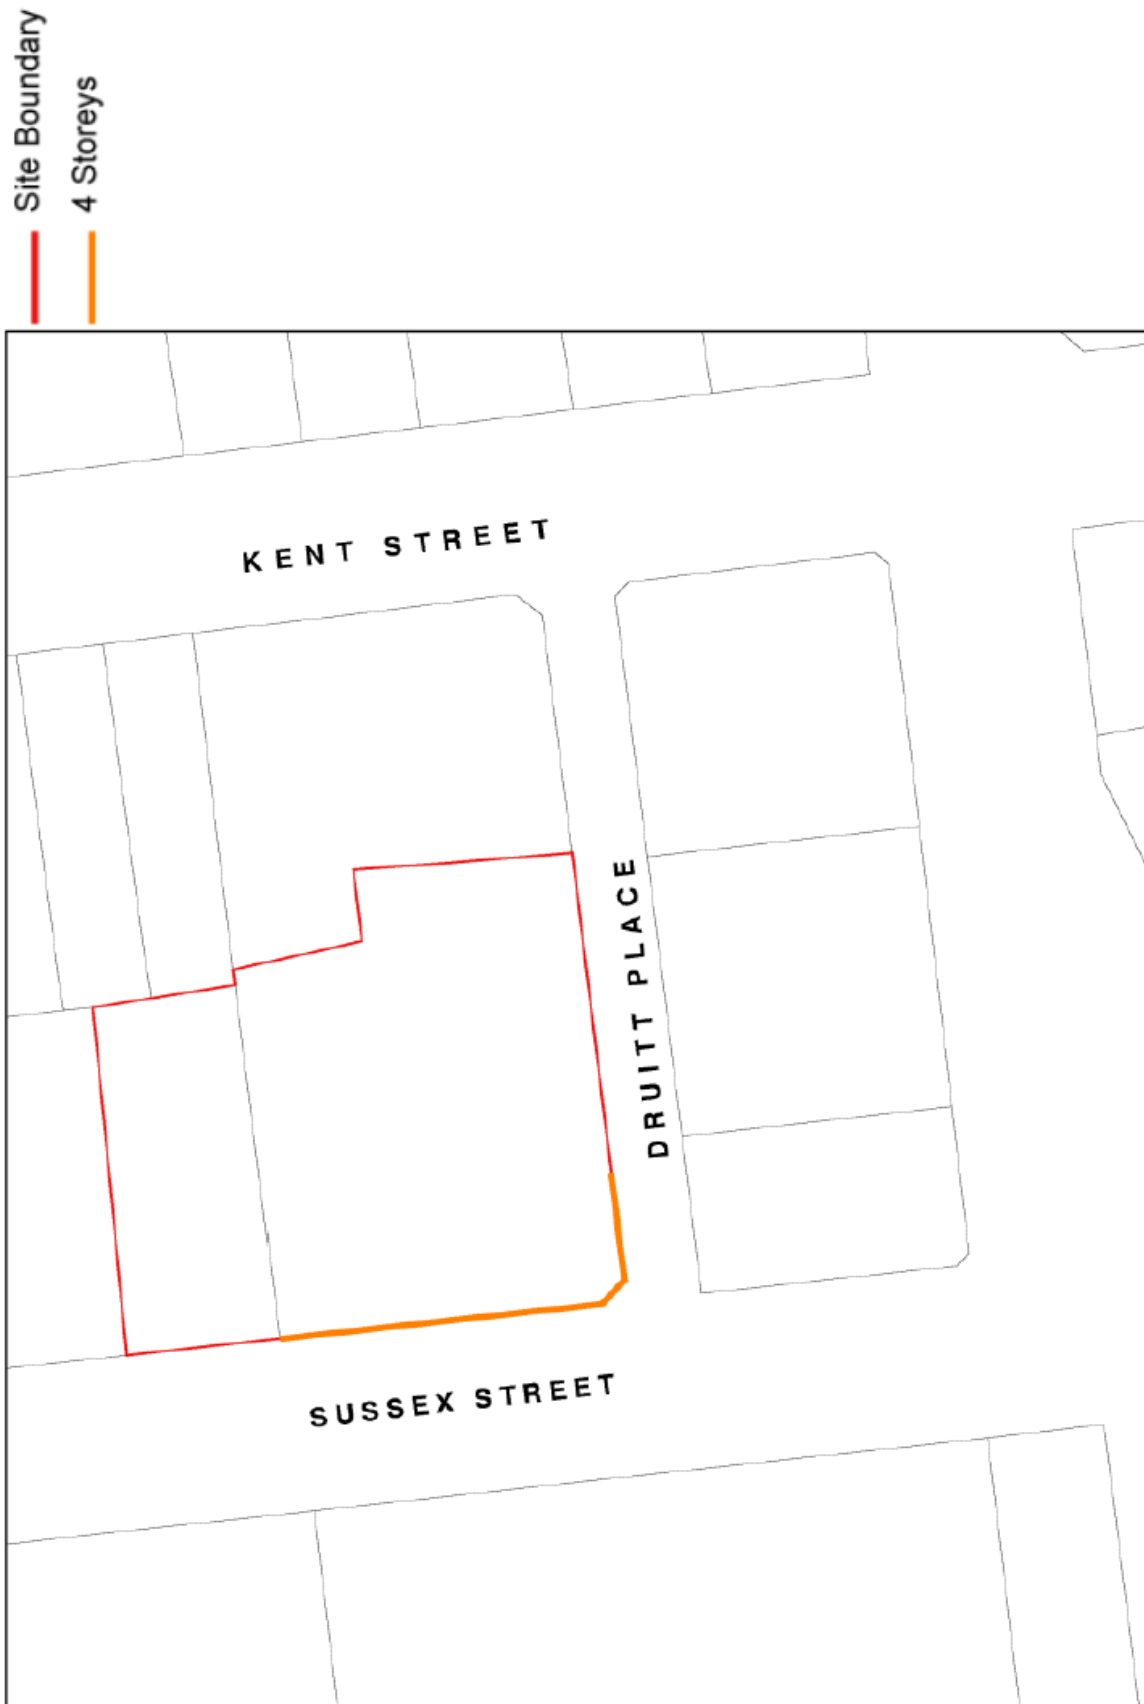 Site Boundary
4 Storeys
KENT STREET
DRUITT PLACE
SUSSEX STREET